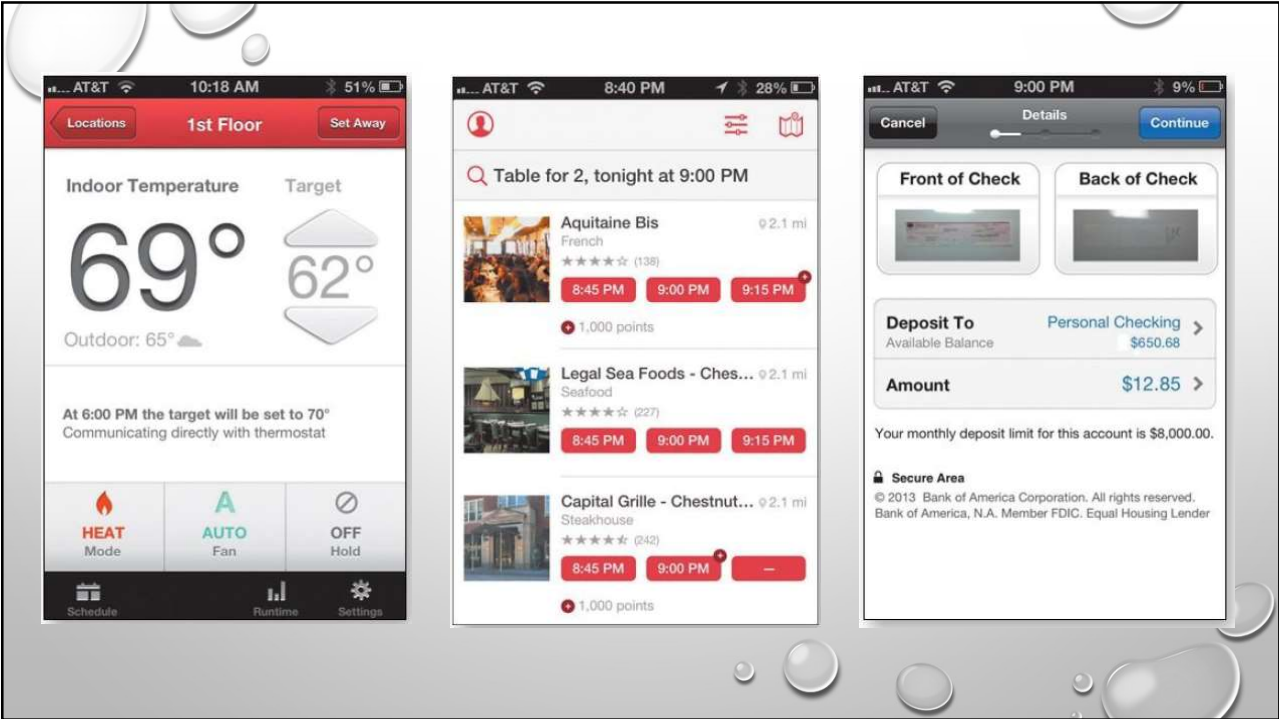 AT&T 10:18 AM 51%
Locations 1st Floor Set Away
Indoor Temperature Target
69° 62°
Outdoor: 65°
At 6:00 PM the target will be set to 70°
Communicating directly with thermostat
A
HEAT AUTO OFF
Mode Fan Hold
Schedule Runtime Settings
AT&T 8:40 PM 28%
Table for 2, tonight at 9:00 PM
Aquitaine Bis 2.1 mi
French
(138)
8:45 PM 9:00 PM 9:15 PM
1,000 points
Legal Sea Foods - Ches... 2.1 mi
Seafood
(227)
8:45 PM 9:00 PM 9:15 PM
Capital Grille - Chestnut... 2.1 mi
Steakhouse
(242)
8:45 PM 9:00 PM –
1,000 points
AT&T 9:00 PM 9%
Cancel Details Continue
Front of Check Back of Check
Deposit To Personal Checking
Available Balance $650.68
Amount $12.85
Your monthly deposit limit for this account is $8,000.00.
Secure Area
© 2013 Bank of America Corporation. All rights reserved.
Bank of America, N.A. Member FDIC. Equal Housing Lender